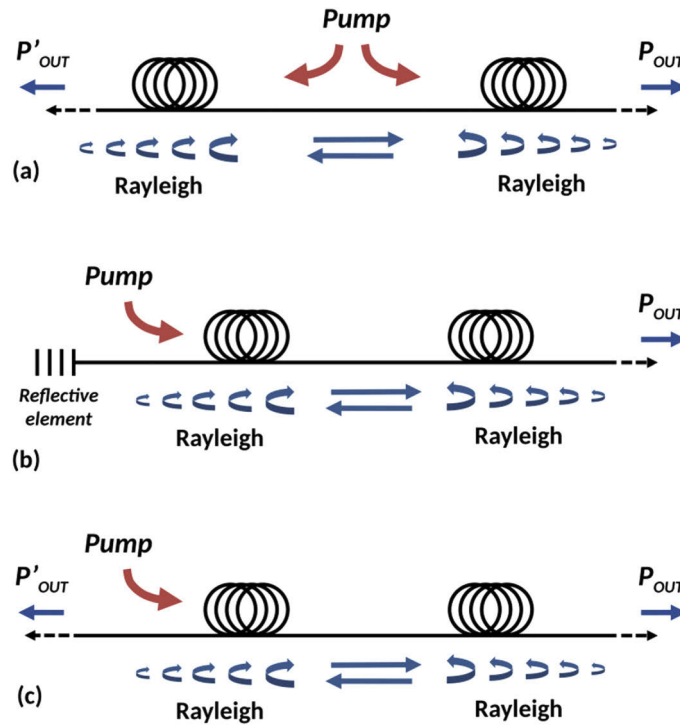 Pump
P'OUT
POUT
(a)
Rayleigh
Rayleigh
Pump
POUT
Reflective
element
Rayleigh
Rayleigh
(b)
Pump
P'OUT
POUT
(c)
Rayleigh
Rayleigh